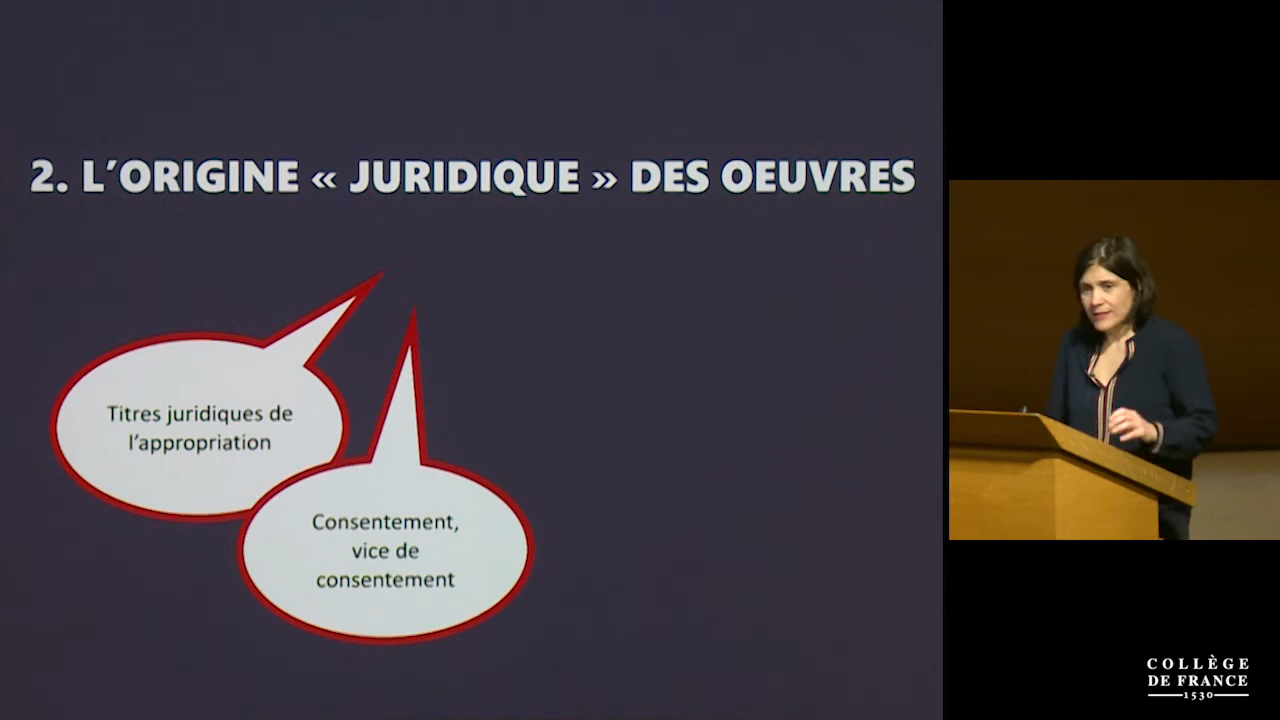 2. L’ORIGINE « JURIDIQUE » DES OEUVRES
Titres juridiques de
l’appropriation
Consentement,
vice de
consentement
COLLÈGE
DE FRANCE
1530